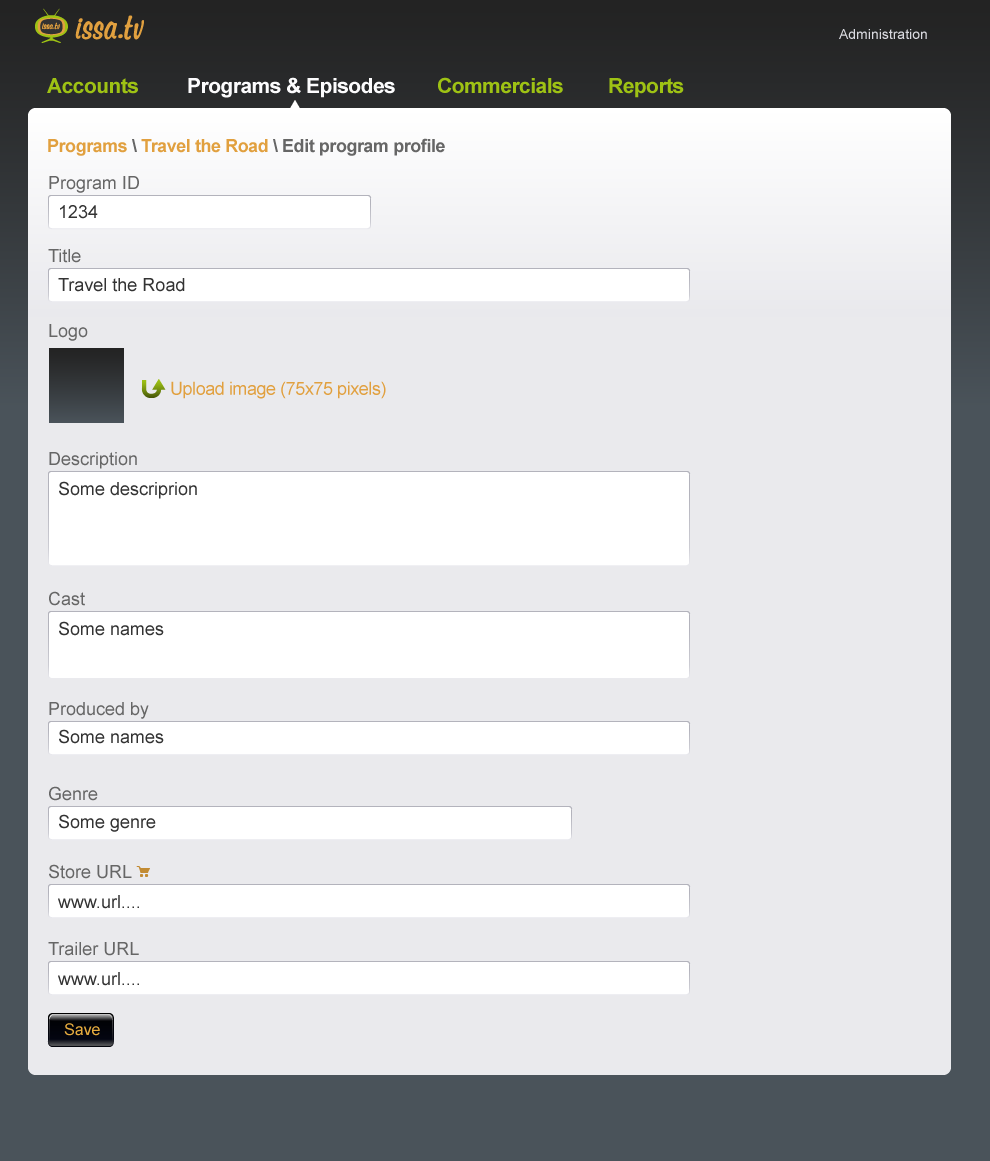 issa.tv issa.tv
Administration
Accounts Programs & Episodes Commercials Reports
Programs \ Travel the Road \ Edit program profile
Program ID
1234
Title
Travel the Road
Logo
Upload image (75x75 pixels)
Description
Some descriprion
Cast
Some names
Produced by
Some names
Genre
Some genre
Store URL
www.url....
Trailer URL
www.url....
Save